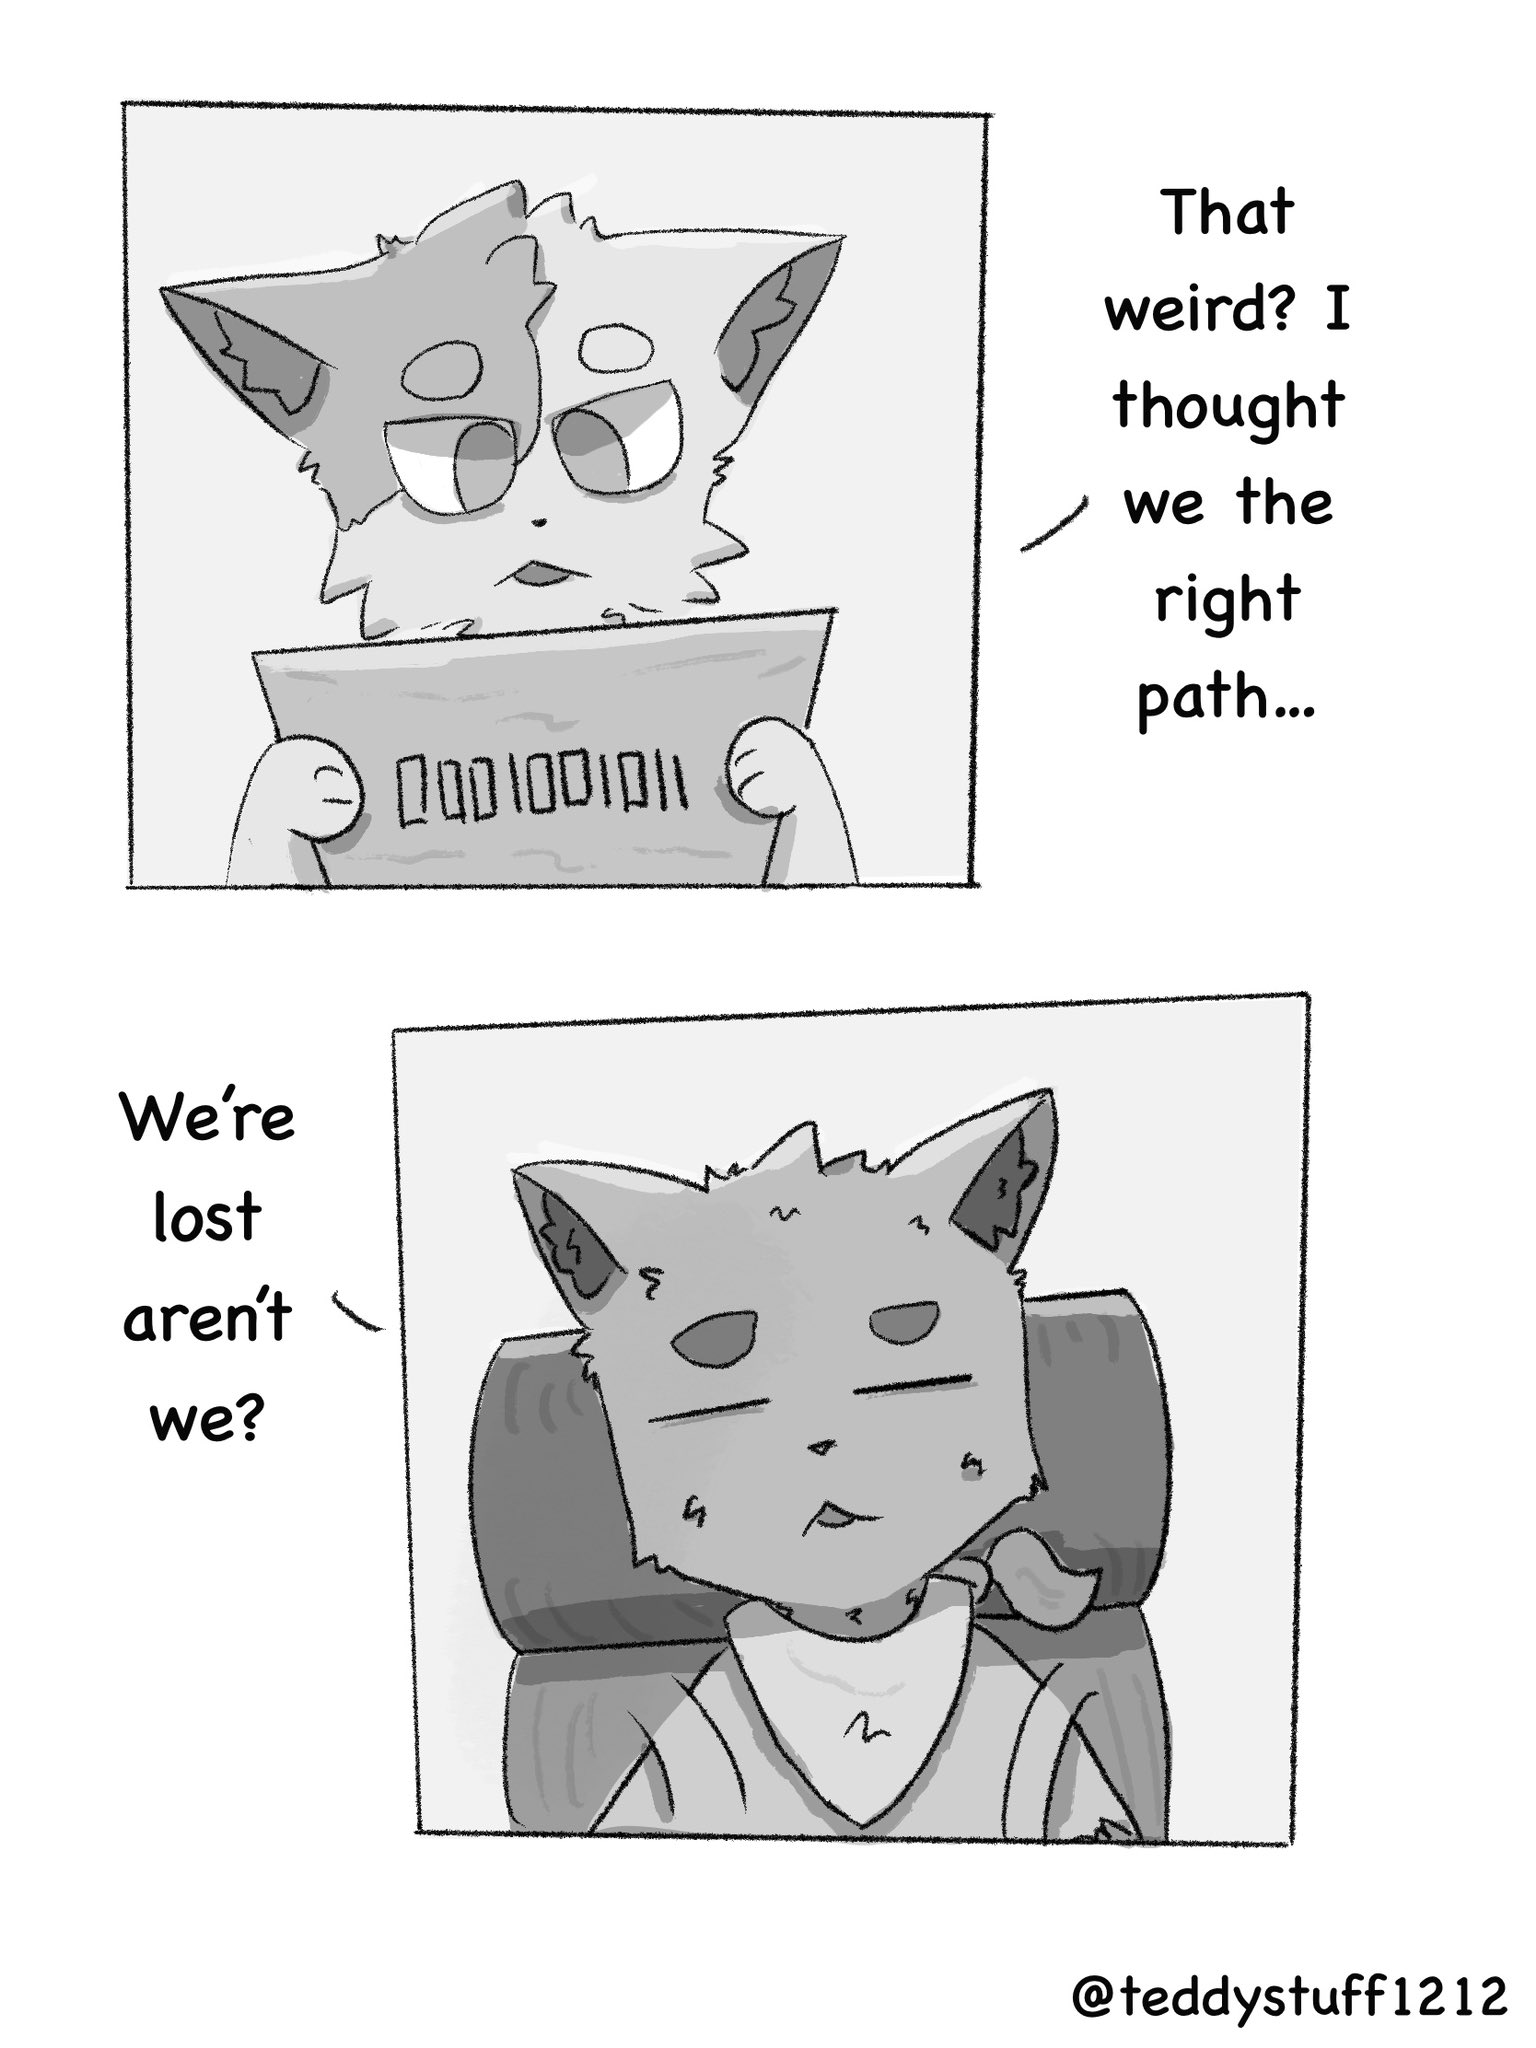 That
weird? I
thought
we the
right
path...
We're
lost
aren't
we?
@teddystuff1212